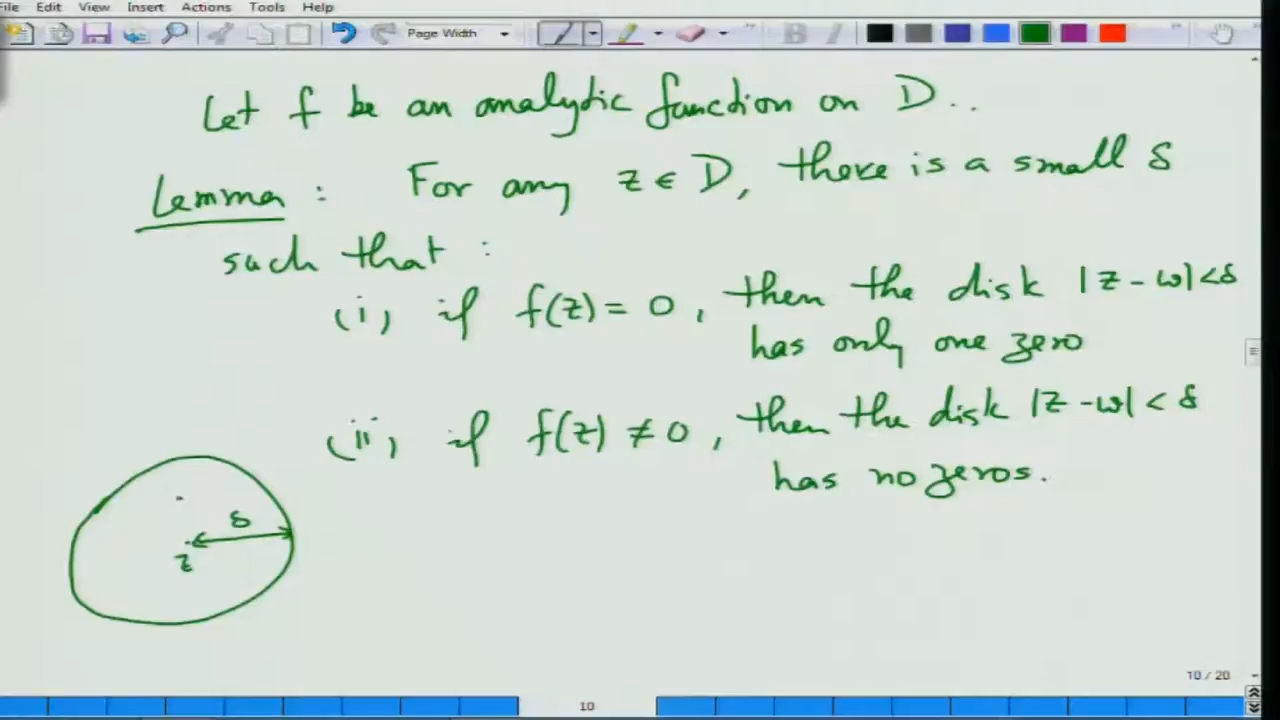 File Edit View Insert Actions Tools Help
Page Width
Let f be an analytic function on D..
Lemma : For any z ∈ D, there is a small δ
such that :
(i) if f(z) = 0, then the disk |z - w| < δ
has only one zero
(ii) if f(z) ≠ 0, then the disk |z - w| < δ
has no zeros.
δ
z
10 / 20
10